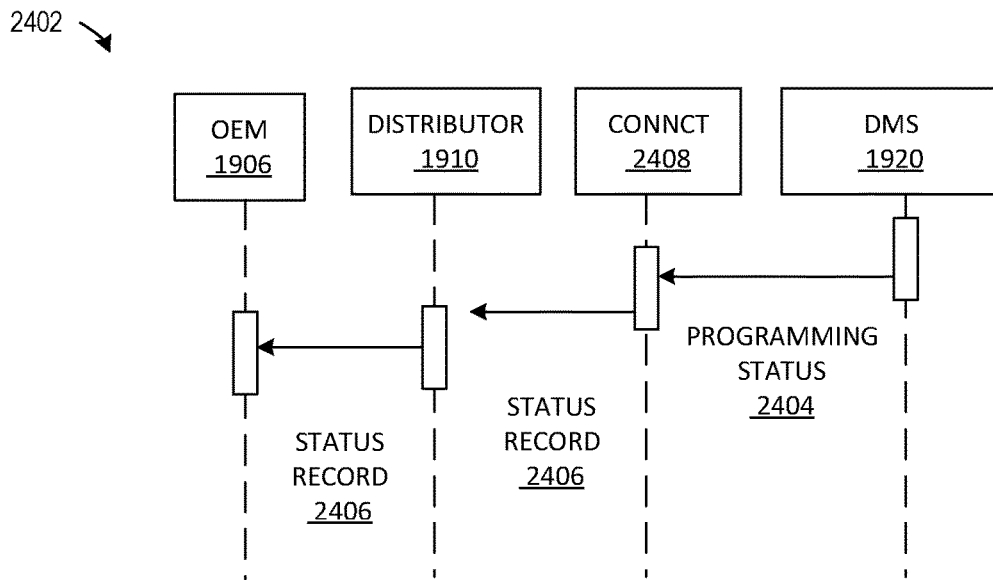 2402
OEM
1906
DISTRIBUTOR
1910
CONNCT
2408
DMS
1920
PROGRAMMING
STATUS
2404
STATUS
RECORD
2406
STATUS
RECORD
2406